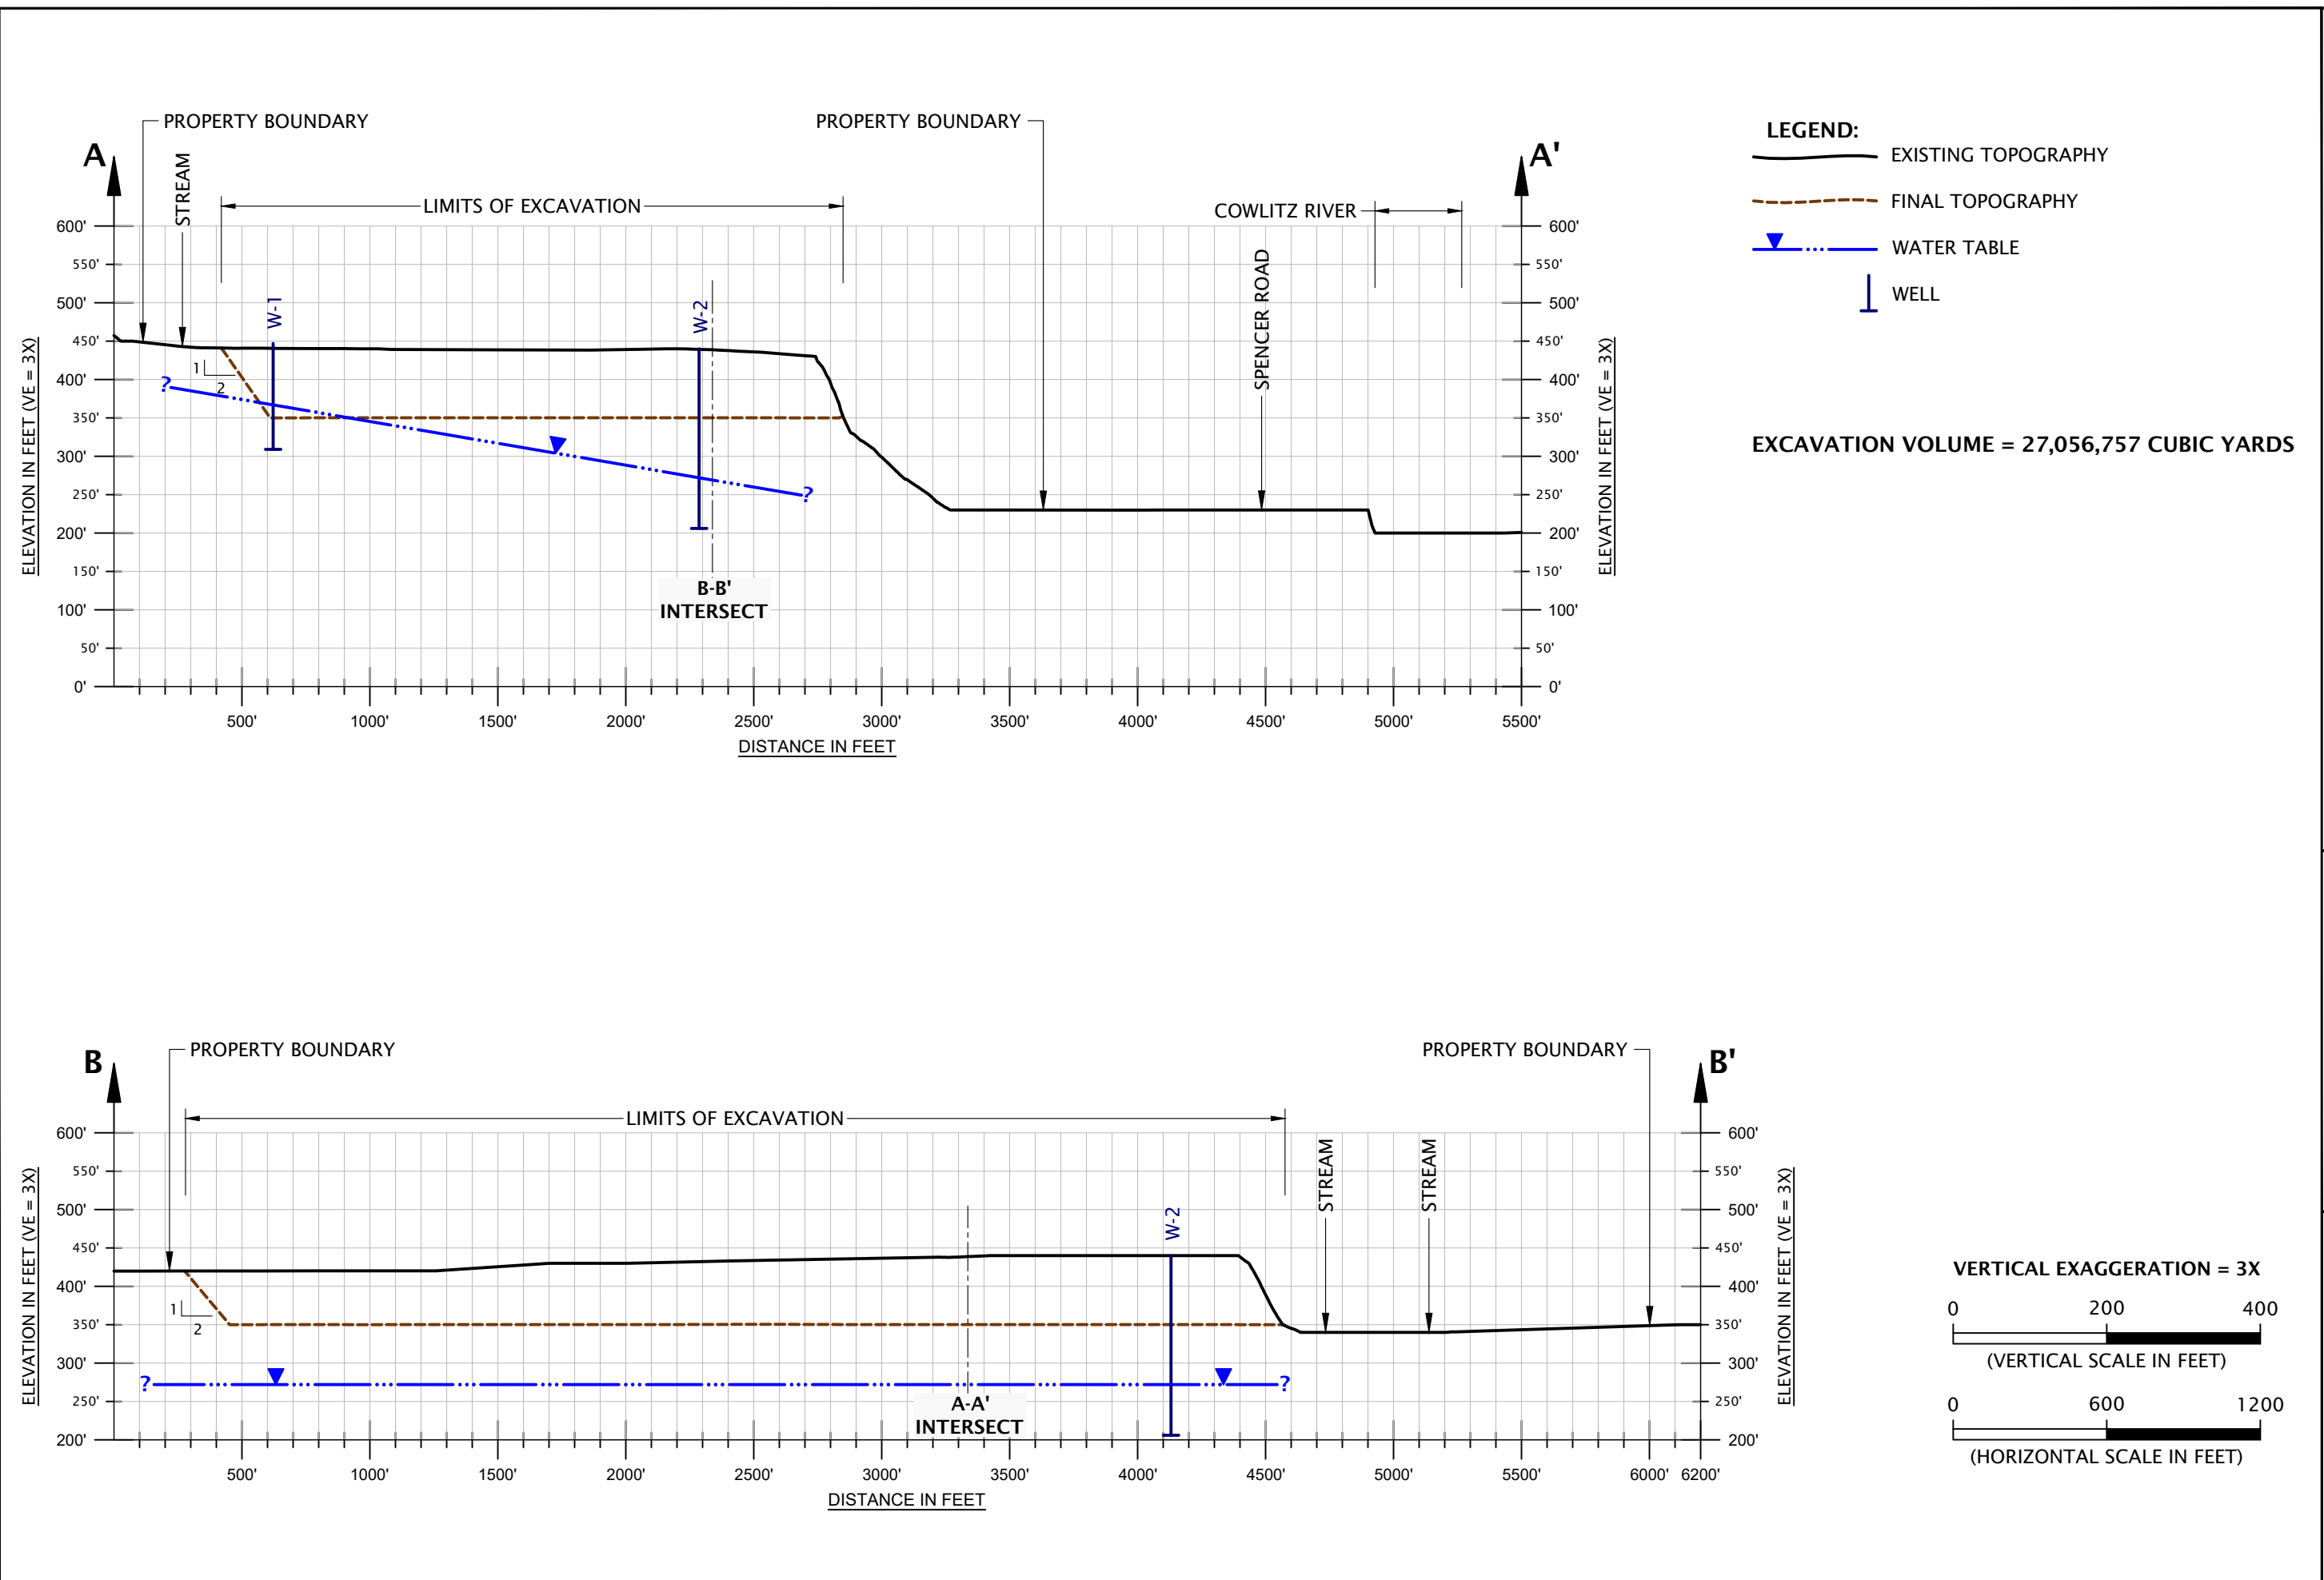 PROPERTY BOUNDARY
PROPERTY BOUNDARY
A
A'
STREAM
LIMITS OF EXCAVATION
COWLITZ RIVER
SPENCER ROAD
W-1
W-2
600'
550'
500'
450'
400'
350'
300'
250'
200'
150'
100'
50'
0'
600'
550'
500'
450'
400'
350'
300'
250'
200'
150'
100'
50'
0'
ELEVATION IN FEET (VE = 3X)
ELEVATION IN FEET (VE = 3X)
1
2
?
?
B-B'
INTERSECT
500'
1000'
1500'
2000'
2500'
3000'
3500'
4000'
4500'
5000'
5500'
DISTANCE IN FEET
LEGEND:
EXISTING TOPOGRAPHY
FINAL TOPOGRAPHY
WATER TABLE
WELL
EXCAVATION VOLUME = 27,056,757 CUBIC YARDS
PROPERTY BOUNDARY
PROPERTY BOUNDARY
B
B'
LIMITS OF EXCAVATION
STREAM
STREAM
W-2
600'
550'
500'
450'
400'
350'
300'
250'
200'
600'
550'
500'
450'
400'
350'
300'
250'
200'
ELEVATION IN FEET (VE = 3X)
ELEVATION IN FEET (VE = 3X)
1
2
?
?
A-A'
INTERSECT
500'
1000'
1500'
2000'
2500'
3000'
3500'
4000'
4500'
5000'
5500'
6000'
6200'
DISTANCE IN FEET
VERTICAL EXAGGERATION = 3X
0 200 400
(VERTICAL SCALE IN FEET)
0 600 1200
(HORIZONTAL SCALE IN FEET)